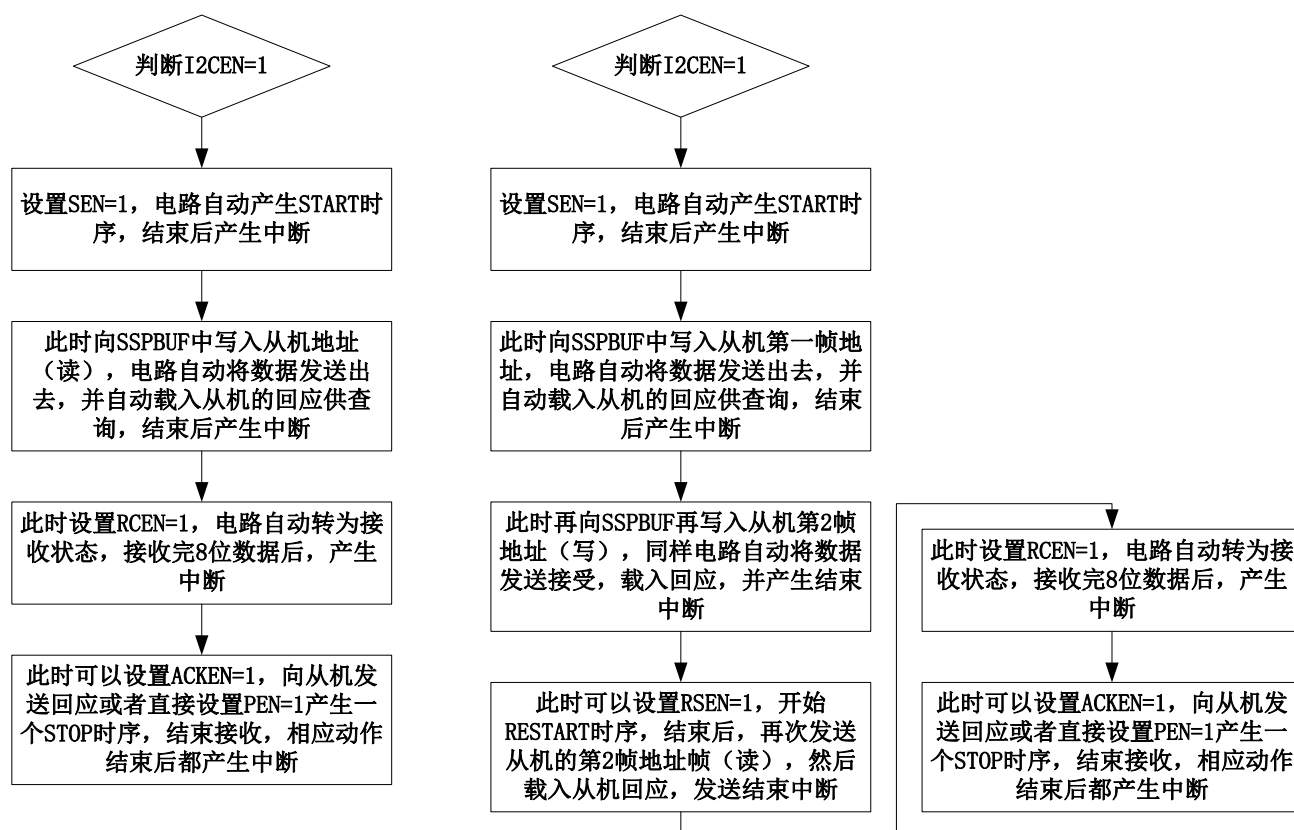 判断I2CEN=1
设置SEN=1，电路自动产生START时
序，结束后产生中断
此时向SSPBUF中写入从机地址
（读），电路自动将数据发送出
去，并自动载入从机的回应供查
询，结束后产生中断
此时设置RCEN=1，电路自动转为接
收状态，接收完8位数据后，产生
中断
此时可以设置ACKEN=1，向从机发
送回应或者直接设置PEN=1产生一
个STOP时序，结束接收，相应动作
结束后都产生中断
判断I2CEN=1
设置SEN=1，电路自动产生START时
序，结束后产生中断
此时向SSPBUF中写入从机第一帧地
址，电路自动将数据发送出去，并
自动载入从机的回应供查询，结束
后产生中断
此时再向SSPBUF再写入从机第2帧
地址（写），同样电路自动将数据
发送接受，载入回应，并产生结束
中断
此时可以设置RSEN=1，开始
RESTART时序，结束后，再次发送
从机的第2帧地址帧（读），然后
载入从机回应，发送结束中断
此时设置RCEN=1，电路自动转为接
收状态，接收完8位数据后，产生
中断
此时可以设置ACKEN=1，向从机发
送回应或者直接设置PEN=1产生一
个STOP时序，结束接收，相应动作
结束后都产生中断